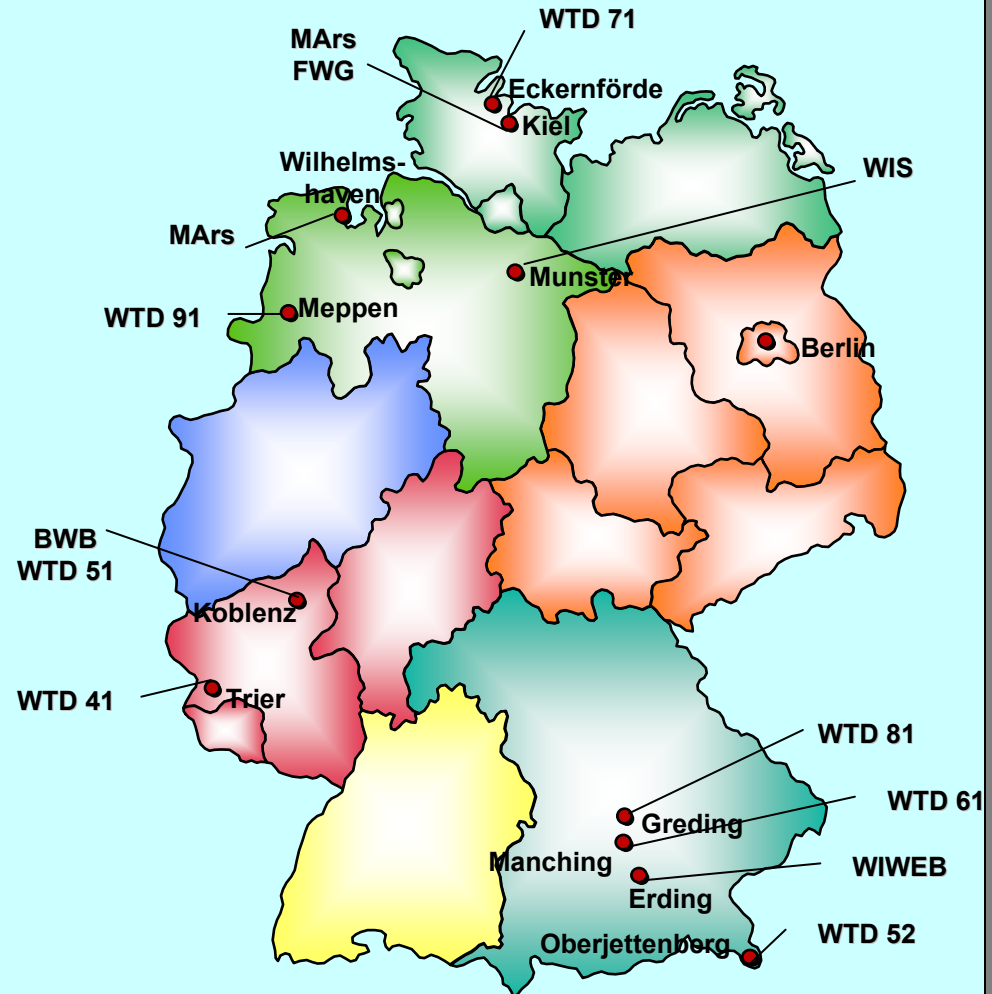 WTD 71
MArs
FWG
Eckernförde
Kiel
Wilhelms-
haven
WIS
MArs
Munster
WTD 91
Meppen
Berlin
BWB
WTD 51
Koblenz
WTD 41
Trier
WTD 81
WTD 61
Greding
Manching
WIWEB
Erding
WTD 52
Oberjettenberg